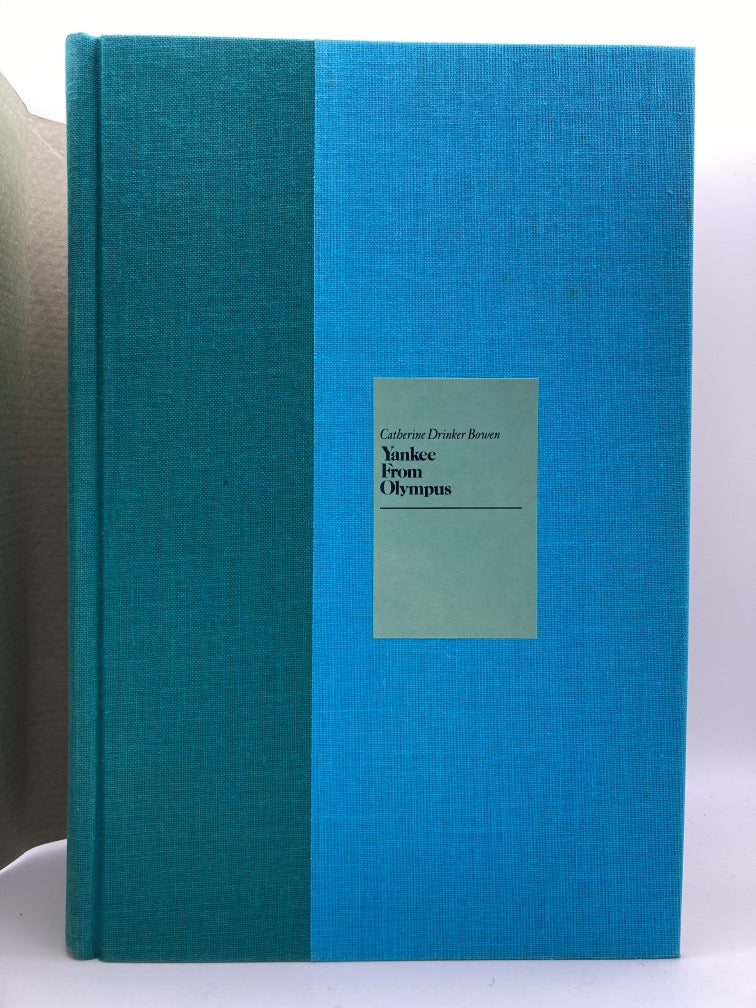 Catherine Drinker Bowen
Yankee
From
Olympus